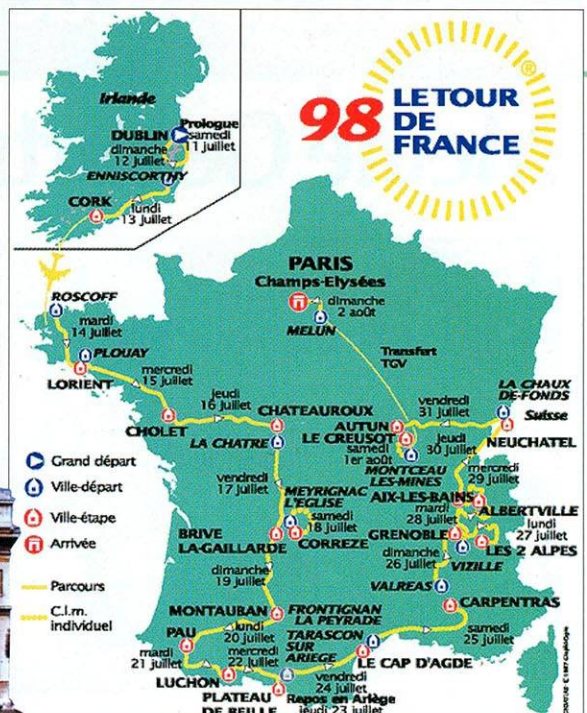 98 LE TOUR
DE
FRANCE
®
Irlande
Prologue
samedi
11 juillet
DUBLIN
dimanche
12 juillet
ENNISCORTHY
CORK
lundi
13 juillet
PARIS
Champs-Elysées
dimanche
2 août
MELUN
Transfert
TGV
ROSCOFF
mardi
14 juillet
PLOUAY
LORIENT
mercredi
15 juillet
CHOLET
jeudi
16 juillet
CHATEAUROUX
LA CHATRE
vendredi
17 juillet
MEYRIGNAC
L'EGLISE
samedi
18 juillet
BRIVE
LA-GAILLARDE
CORREZE
dimanche
19 juillet
MONTAUBAN
FRONTIGNAN
LA PEYRADE
lundi
20 juillet
PAU
mardi
21 juillet
LUCHON
mercredi
22 juillet
PLATEAU
DE BEILLE
TARASCON
SUR
ARIEGE
Repos en Ariège
jeudi 23 juillet
vendredi
24 juillet
LE CAP D'AGDE
samedi
25 juillet
CARPENTRAS
VALREAS
dimanche
26 juillet
GRENOBLE
VIZILLE
LES 2 ALPES
lundi
27 juillet
ALBERTVILLE
mardi
28 juillet
AIX-LES-BAINS
mercredi
29 juillet
NEUCHATEL
Suisse
LA CHAUX
DE-FONDS
jeudi
30 juillet
vendredi
31 juillet
AUTUN
LE CREUSOT
samedi
1er août
MONTCEAU
LES-MINES
Grand départ
Ville-départ
Ville-étape
Arrivée
Parcours
C.l.m.
individuel